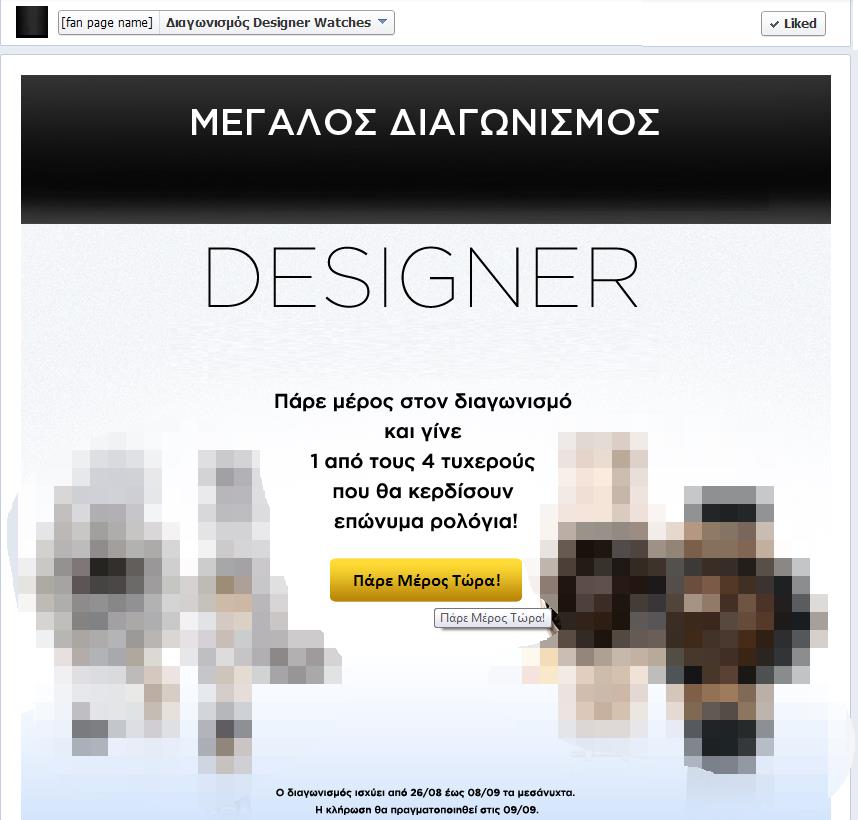 [fan page name] Διαγωνισμός Designer Watches
Liked
ΜΕΓΑΛΟΣ ΔΙΑΓΩΝΙΣΜΟΣ
DESIGNER
Πάρε μέρος στον διαγωνισμό
και γίνε
1 από τους 4 τυχερούς
που θα κερδίσουν
επώνυμα ρολόγια!
Πάρε Μέρος Τώρα!
Πάρε Μέρος Τώρα!
Ο διαγωνισμός ισχύει από 26/08 έως 08/09 τα μεσάνυχτα.
Η κλήρωση θα πραγματοποιηθεί στις 09/09.